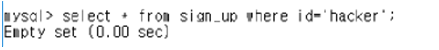 mysql> select * from sign_up where id='hacker';
Empty set (0.00 sec)